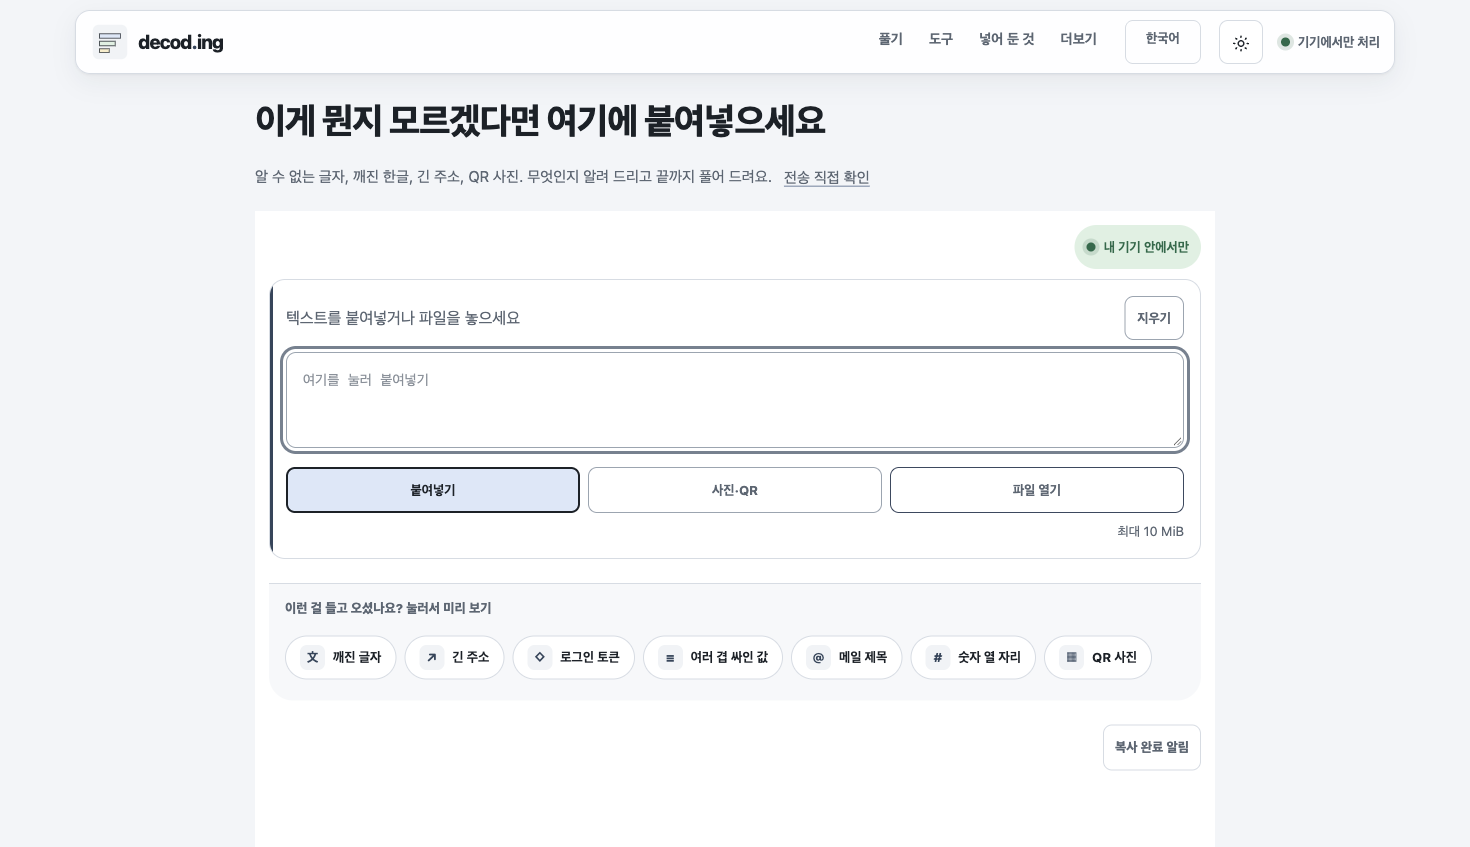 decod.ing
풀기
도구
넣어 둔 것
더보기
한국어
기기에서만 처리
이게 뭔지 모르겠다면 여기에 붙여넣으세요
알 수 없는 글자, 깨진 한글, 긴 주소, QR 사진. 무엇인지 알려 드리고 끝까지 풀어 드려요. 전송 직접 확인
내 기기 안에서만
텍스트를 붙여넣거나 파일을 놓으세요
지우기
여기를 눌러 붙여넣기
붙여넣기
사진·QR
파일 열기
최대 10 MiB
이런 걸 들고 오셨나요? 눌러서 미리 보기
文 깨진 글자
↗ 긴 주소
◇ 로그인 토큰
≡ 여러 겹 싸인 값
@ 메일 제목
# 숫자 열 자리
▦ QR 사진
복사 완료 알림